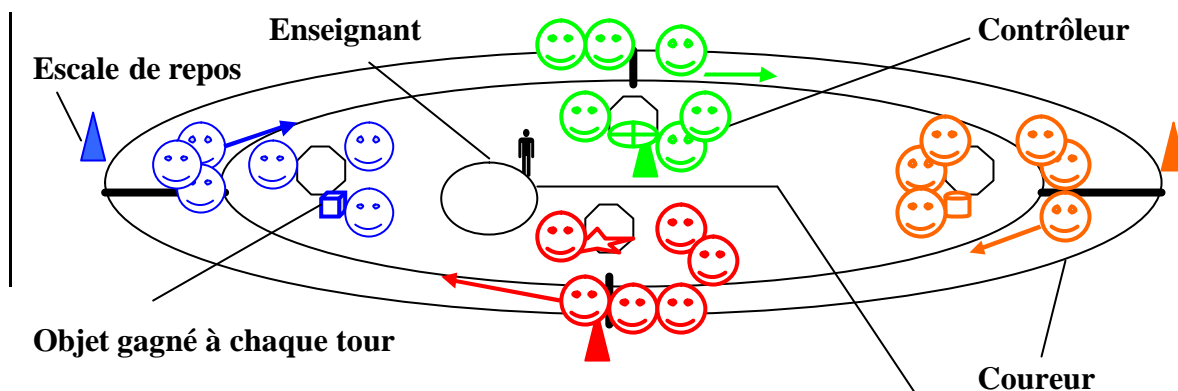 Enseignant
Contrôleur
Escale de repos
Objet gagné à chaque tour
Coureur